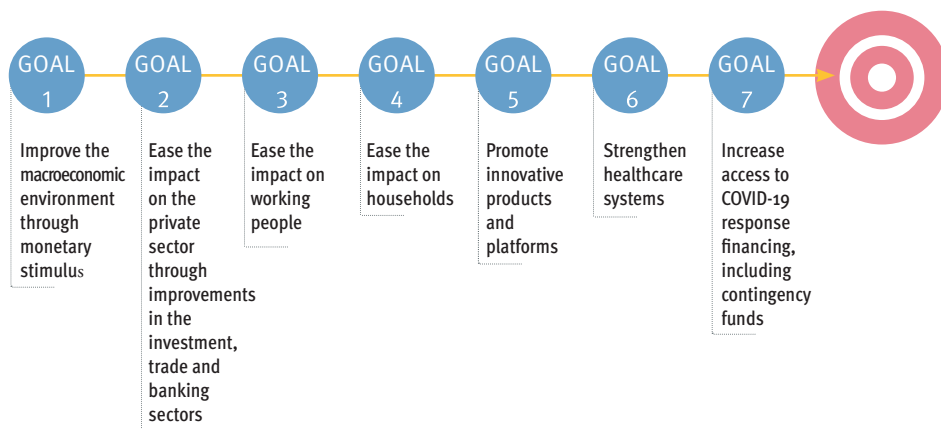 GOAL
1
GOAL
2
GOAL
3
GOAL
4
GOAL
5
GOAL
6
GOAL
7
Improve the
macroeconomic
environment
through
monetary
stimulus
Ease the
impact
on the
private
sector
through
improvements
in the
investment,
trade and
banking
sectors
Ease the
impact on
working
people
Ease the
impact on
households
Promote
innovative
products
and
platforms
Strengthen
healthcare
systems
Increase
access to
COVID-19
response
financing,
including
contingency
funds